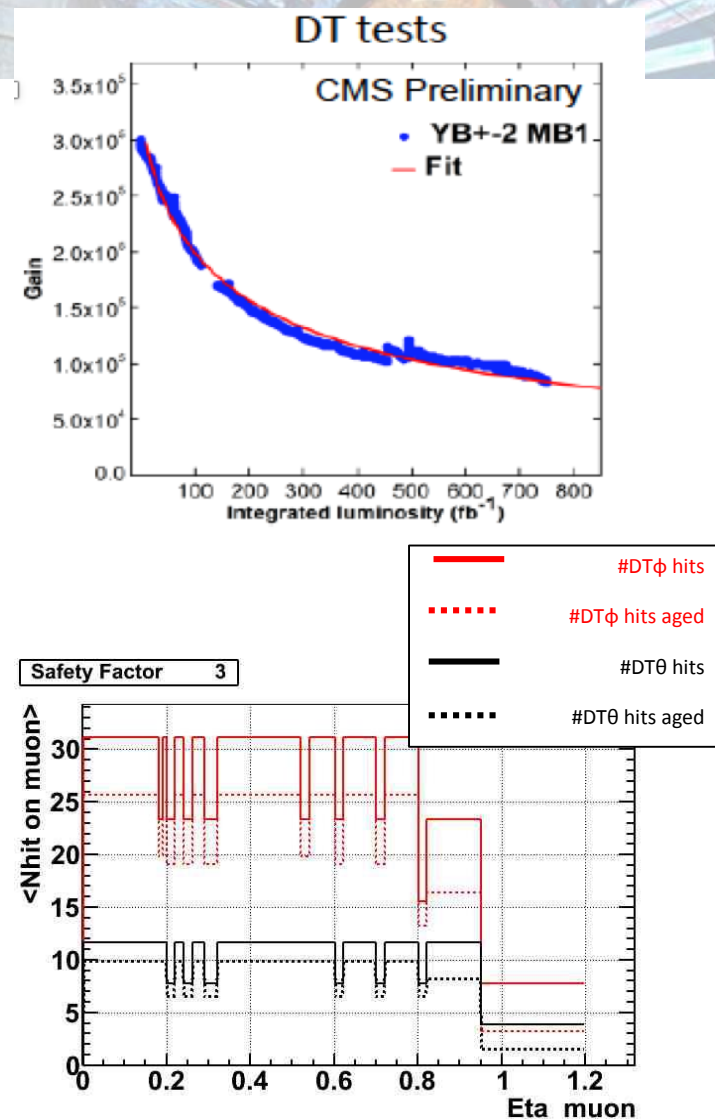 DT tests
CMS Preliminary
YB+-2 MB1
Fit
Gain
3.5x10⁵
3.0x10⁵
2.5x10⁵
2.0x10⁵
1.5x10⁵
1.0x10⁵
5.0x10⁴
0.0
100 200 300 400 500 600 700 800
Integrated luminosity (fb⁻¹)
#DTϕ hits
#DTϕ hits aged
#DTθ hits
#DTθ hits aged
Safety Factor 3
<Nhit on muon>
30
25
20
15
10
5
0
0 0.2 0.4 0.6 0.8 1 1.2
Eta muon